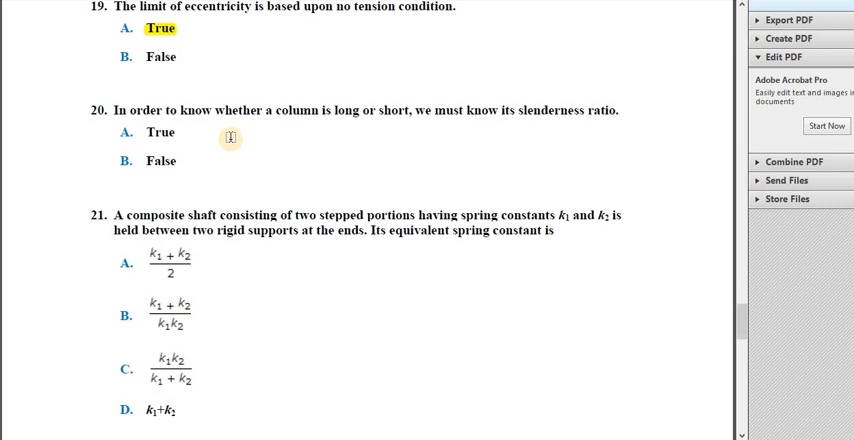 19. The limit of eccentricity is based upon no tension condition.
A. True
B. False
20. In order to know whether a column is long or short, we must know its slenderness ratio.
A. True
B. False
21. A composite shaft consisting of two stepped portions having spring constants k₁ and k₂ is
held between two rigid supports at the ends. Its equivalent spring constant is
A. k₁ + k₂
2
B. k₁ + k₂
k₁k₂
C. k₁k₂
k₁ + k₂
D. k₁+k₂
Export PDF
Create PDF
Edit PDF
Adobe Acrobat Pro
Easily edit text and images in
documents
Start Now
Combine PDF
Send Files
Store Files